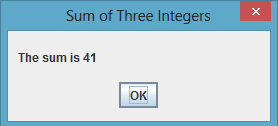 Sum of Three Integers
The sum is 41
OK